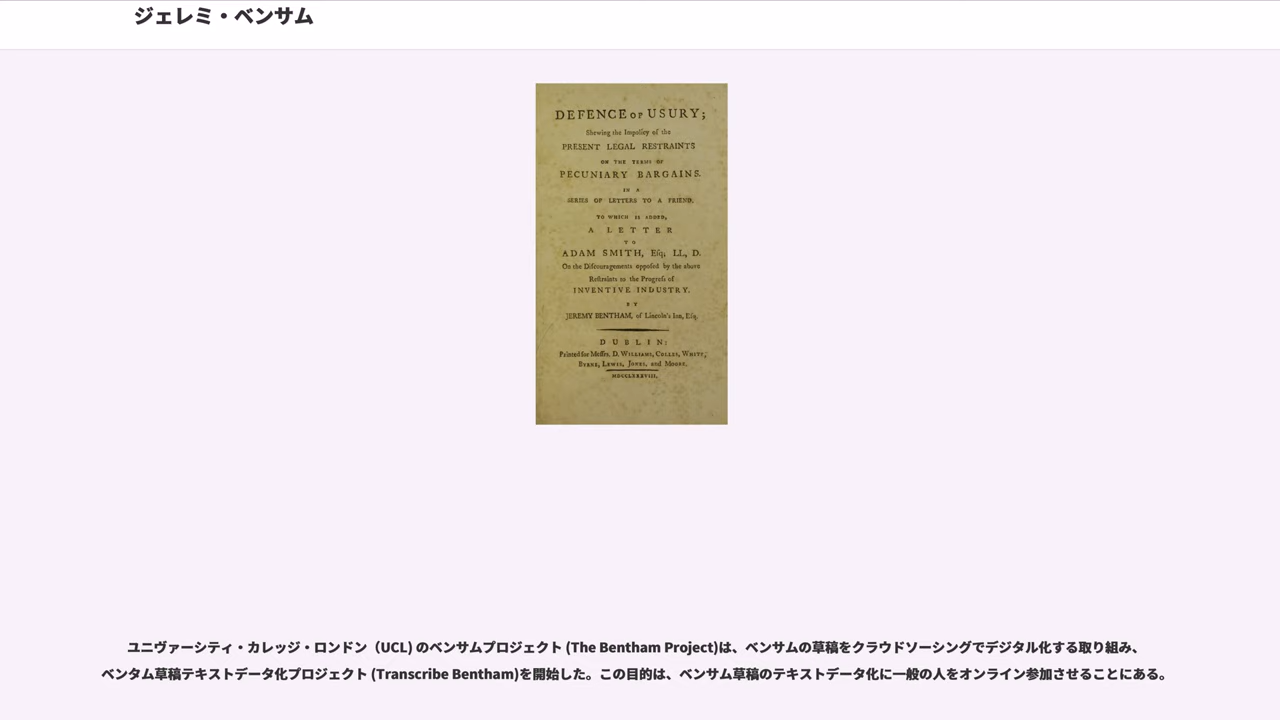 ジェレミ・ベンサム
DEFENCE OF USURY;
Shewing the Impolicy of the
PRESENT LEGAL RESTRAINTS
ON THE TERMS OF
PECUNIARY BARGAINS.
IN A
SERIES OF LETTERS TO A FRIEND.
TO WHICH IS ADDED,
A LETTER
TO
ADAM SMITH, Esq; LL, D.
On the Discouragements opposed by the above
Restraints to the Progress of
INVENTIVE INDUSTRY.
BY
JEREMY BENTHAM, of Lincoln's Inn, Esq.
DUBLIN:
Printed for Messrs. D. WILLIAMS, COLLES, WHITE,
BYRNE, LEWIS, JONES, and MOORE.
MDCCLXXXVIII.
ユニヴァーシティ・カレッジ・ロンドン（UCL) のベンサムプロジェクト (The Bentham Project)は、ベンサムの草稿をクラウドソーシングでデジタル化する取り組み、
ベンタム草稿テキストデータ化プロジェクト (Transcribe Bentham)を開始した。この目的は、ベンサム草稿のテキストデータ化に一般の人をオンライン参加させることにある。